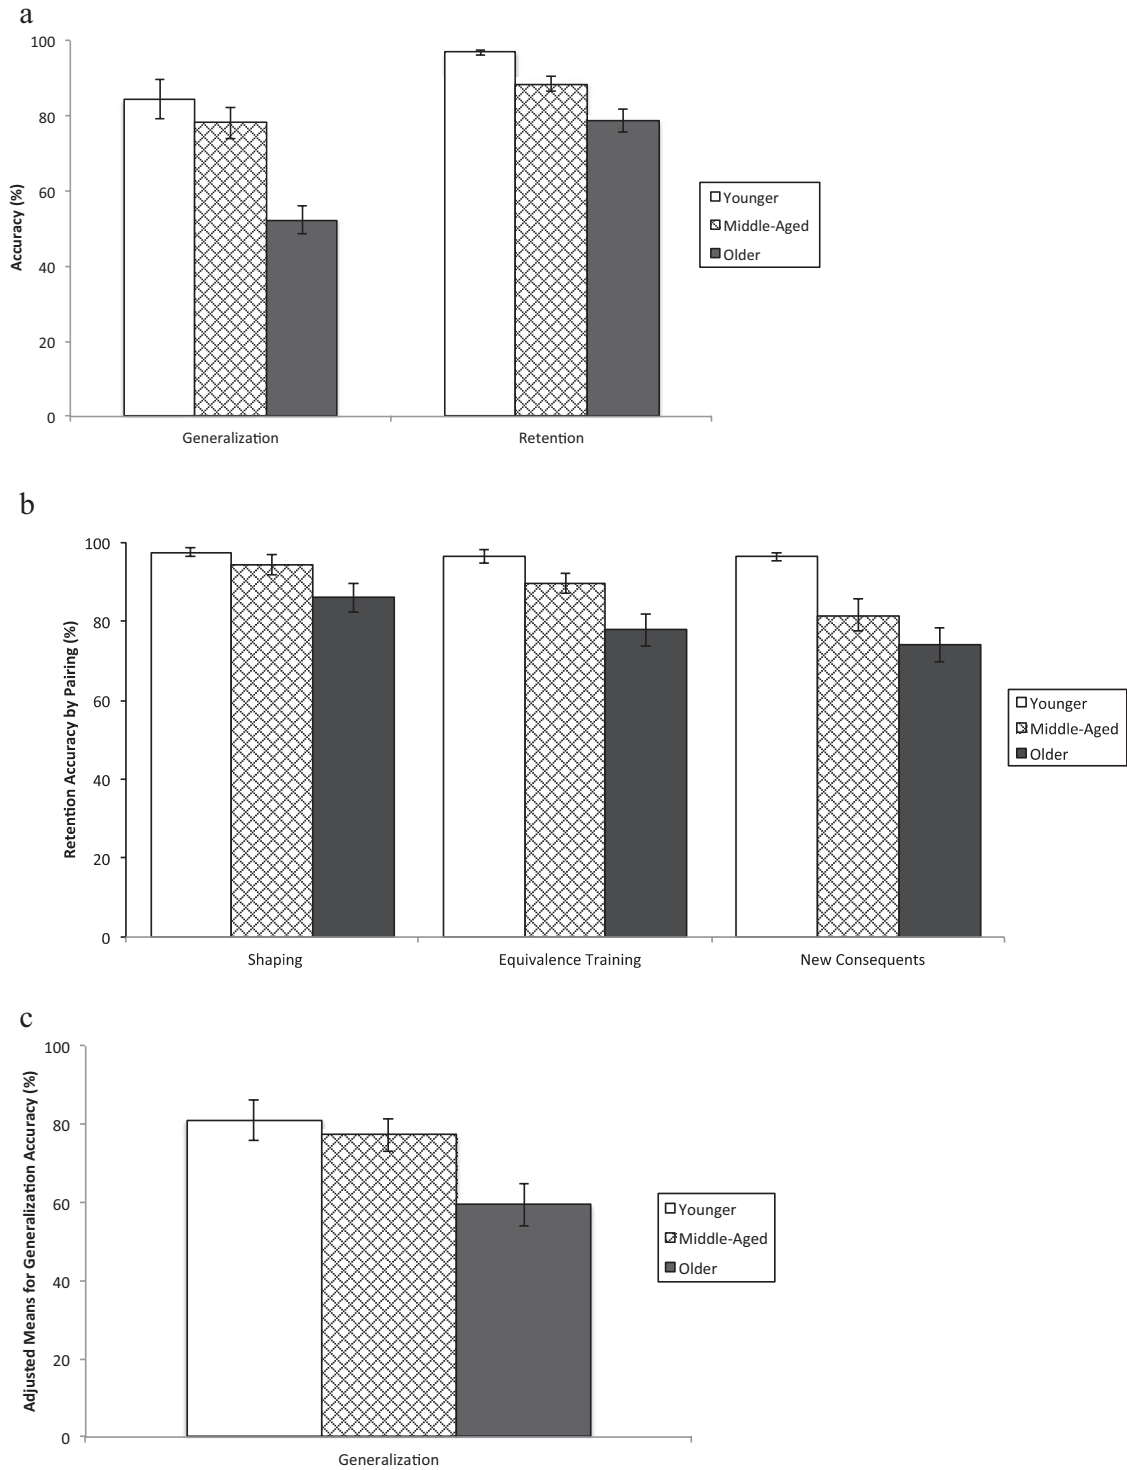 a
100
80
60
40
20
0
Accuracy (%)
Generalization
Retention
Younger
Middle-Aged
Older
b
100
80
60
40
20
0
Retention Accuracy by Pairing (%)
Shaping
Equivalence Training
New Consequents
Younger
Middle-Aged
Older
c
100
80
60
40
20
0
Adjusted Means for Generalization Accuracy (%)
Generalization
Younger
Middle-Aged
Older